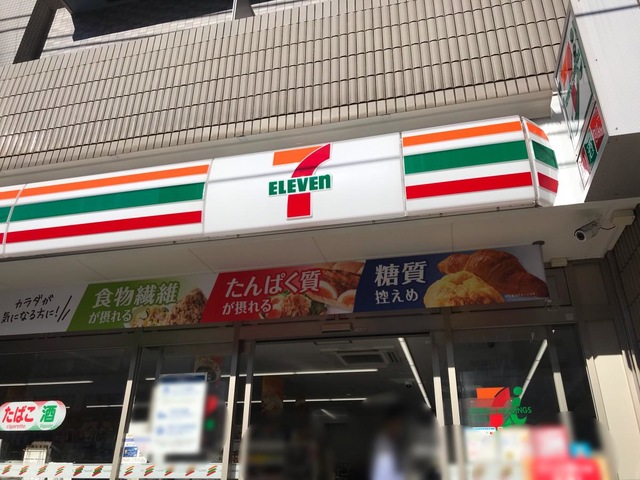 ELEVEn
カラダが
気になる方に!
食物繊維
が摂れる
たんぱく質
が摂れる
糖質
控えめ
たばこ 酒